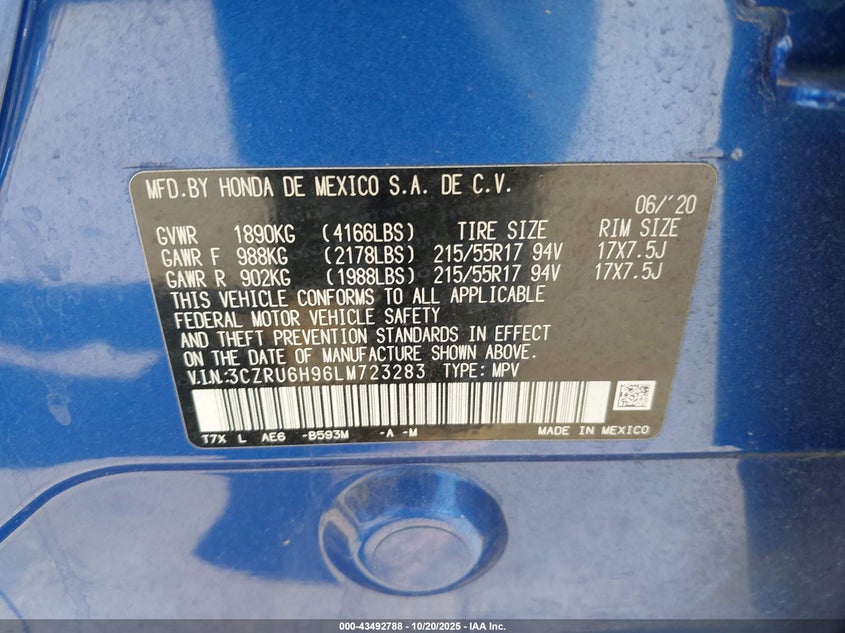 MFD.BY HONDA DE MEXICO S.A. DE C.V.
06/'20
GVWR 1890KG (4166LBS) TIRE SIZE RIM SIZE
GAWR F 988KG (2178LBS) 215/55R17 94V 17X7.5J
GAWR R 902KG (1988LBS) 215/55R17 94V 17X7.5J
THIS VEHICLE CONFORMS TO ALL APPLICABLE
FEDERAL MOTOR VEHICLE SAFETY
AND THEFT PREVENTION STANDARDS IN EFFECT
ON THE DATE OF MANUFACTURE SHOWN ABOVE.
V.I.N:3CZRU6H96LM723283 TYPE: MPV
T7X L AE6 -B593M -A -M MADE IN MEXICO
000-43492788 - 10/20/2025 - IAA Inc.